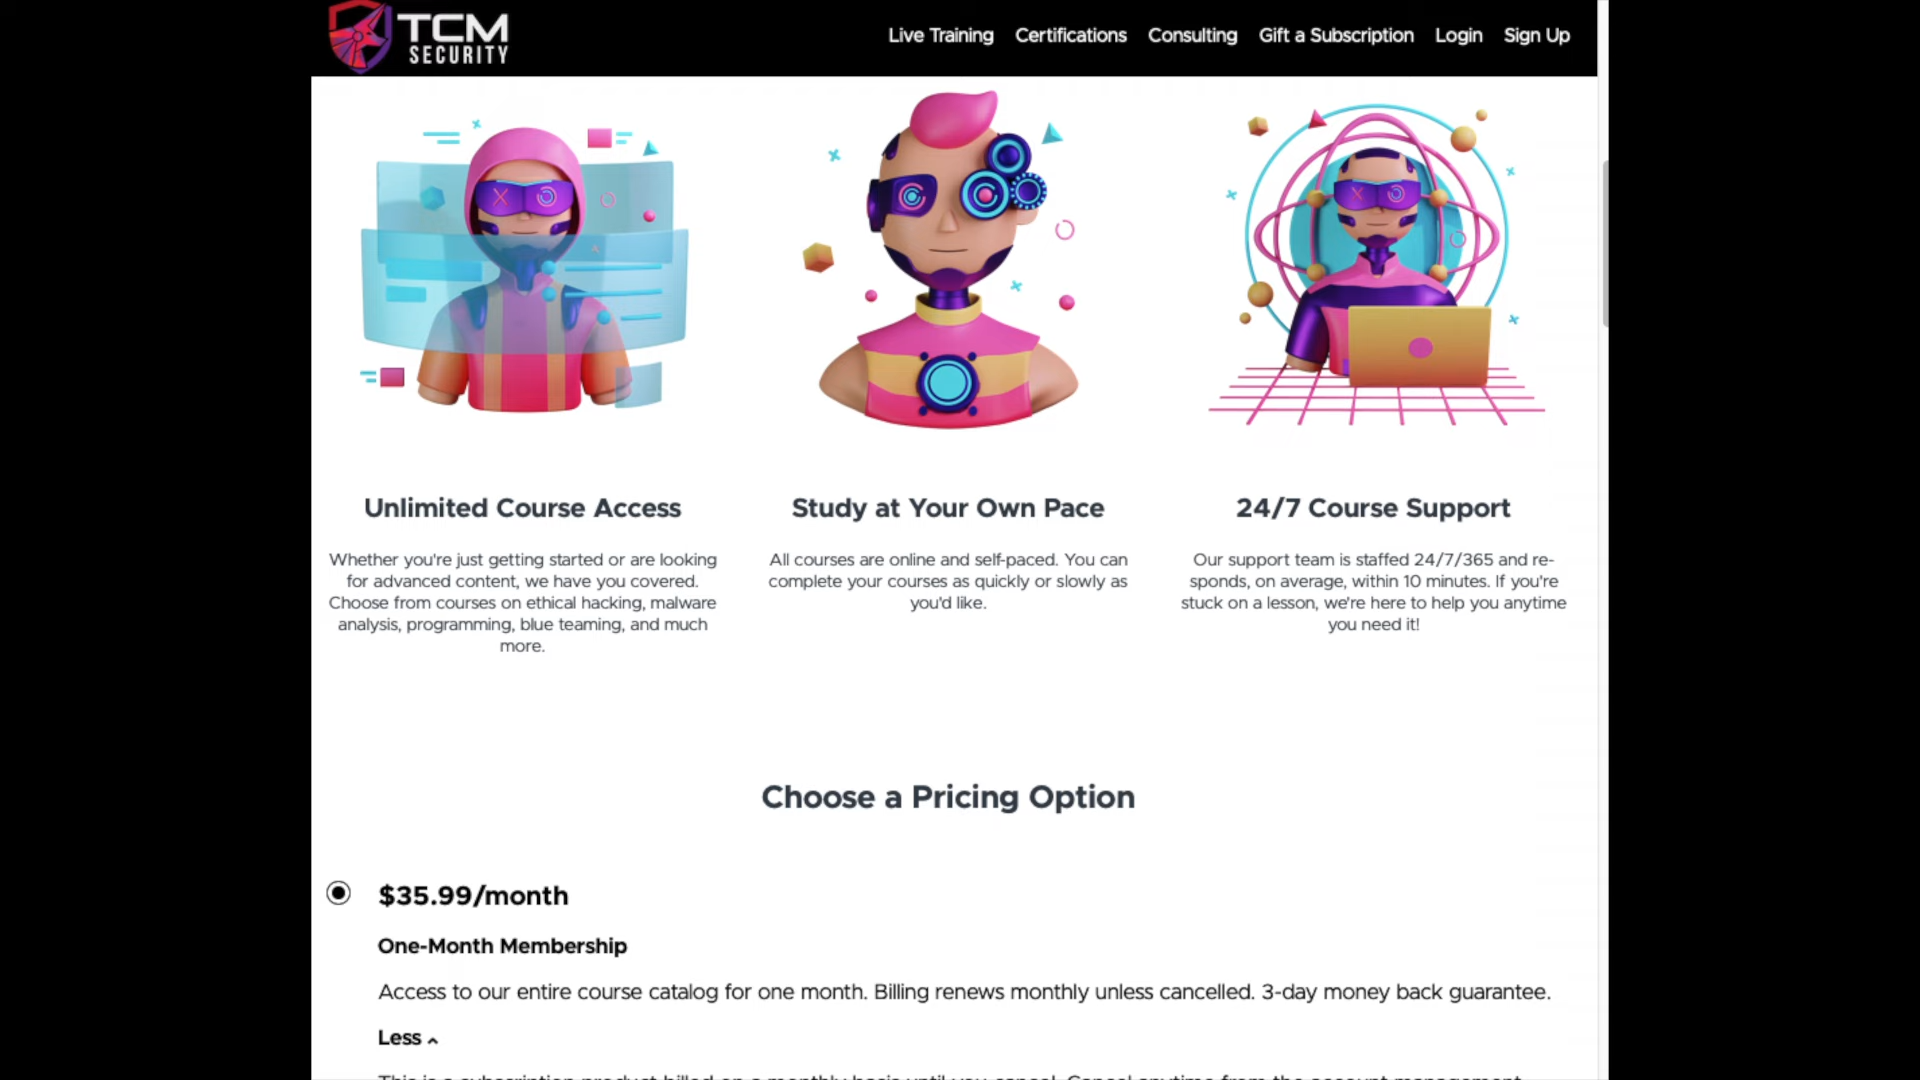 TCM
SECURITY
Live Training Certifications Consulting Gift a Subscription Login Sign Up
Unlimited Course Access
Whether you're just getting started or are looking
for advanced content, we have you covered.
Choose from courses on ethical hacking, malware
analysis, programming, blue teaming, and much
more.
Study at Your Own Pace
All courses are online and self-paced. You can
complete your courses as quickly or slowly as
you'd like.
24/7 Course Support
Our support team is staffed 24/7/365 and re-
sponds, on average, within 10 minutes. If you're
stuck on a lesson, we're here to help you anytime
you need it!
Choose a Pricing Option
$35.99/month
One-Month Membership
Access to our entire course catalog for one month. Billing renews monthly unless cancelled. 3-day money back guarantee.
Less